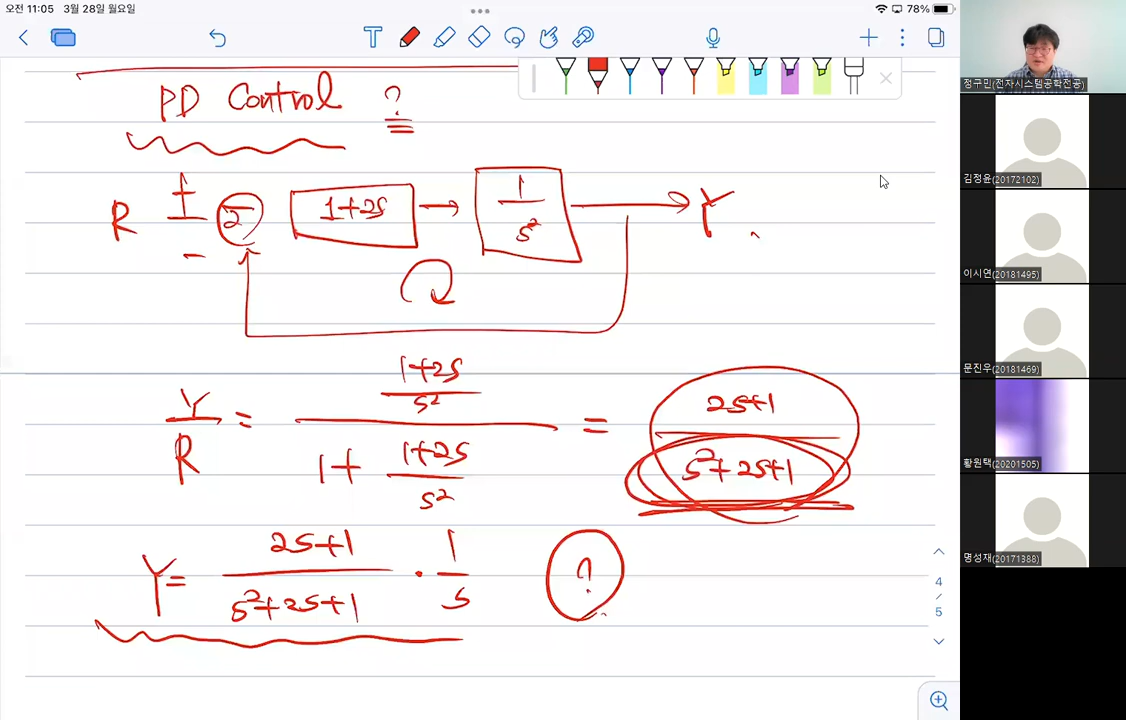 오전 11:05 3월 28일 월요일
78%
정구민(전자시스템공학전공)
PD Control ?
김정윤(20172102)
R + Σ 1+2s → 1/s² → Y
-
이시연(20181495)
문진우(20181469)
Y/R = ((1+2s)/s²) / (1+(1+2s)/s²) = (2s+1)/(s²+2s+1)
황원택(20201505)
Y= (2s+1)/(s²+2s+1) · 1/s ?
명성재(20171388)
4
/
5